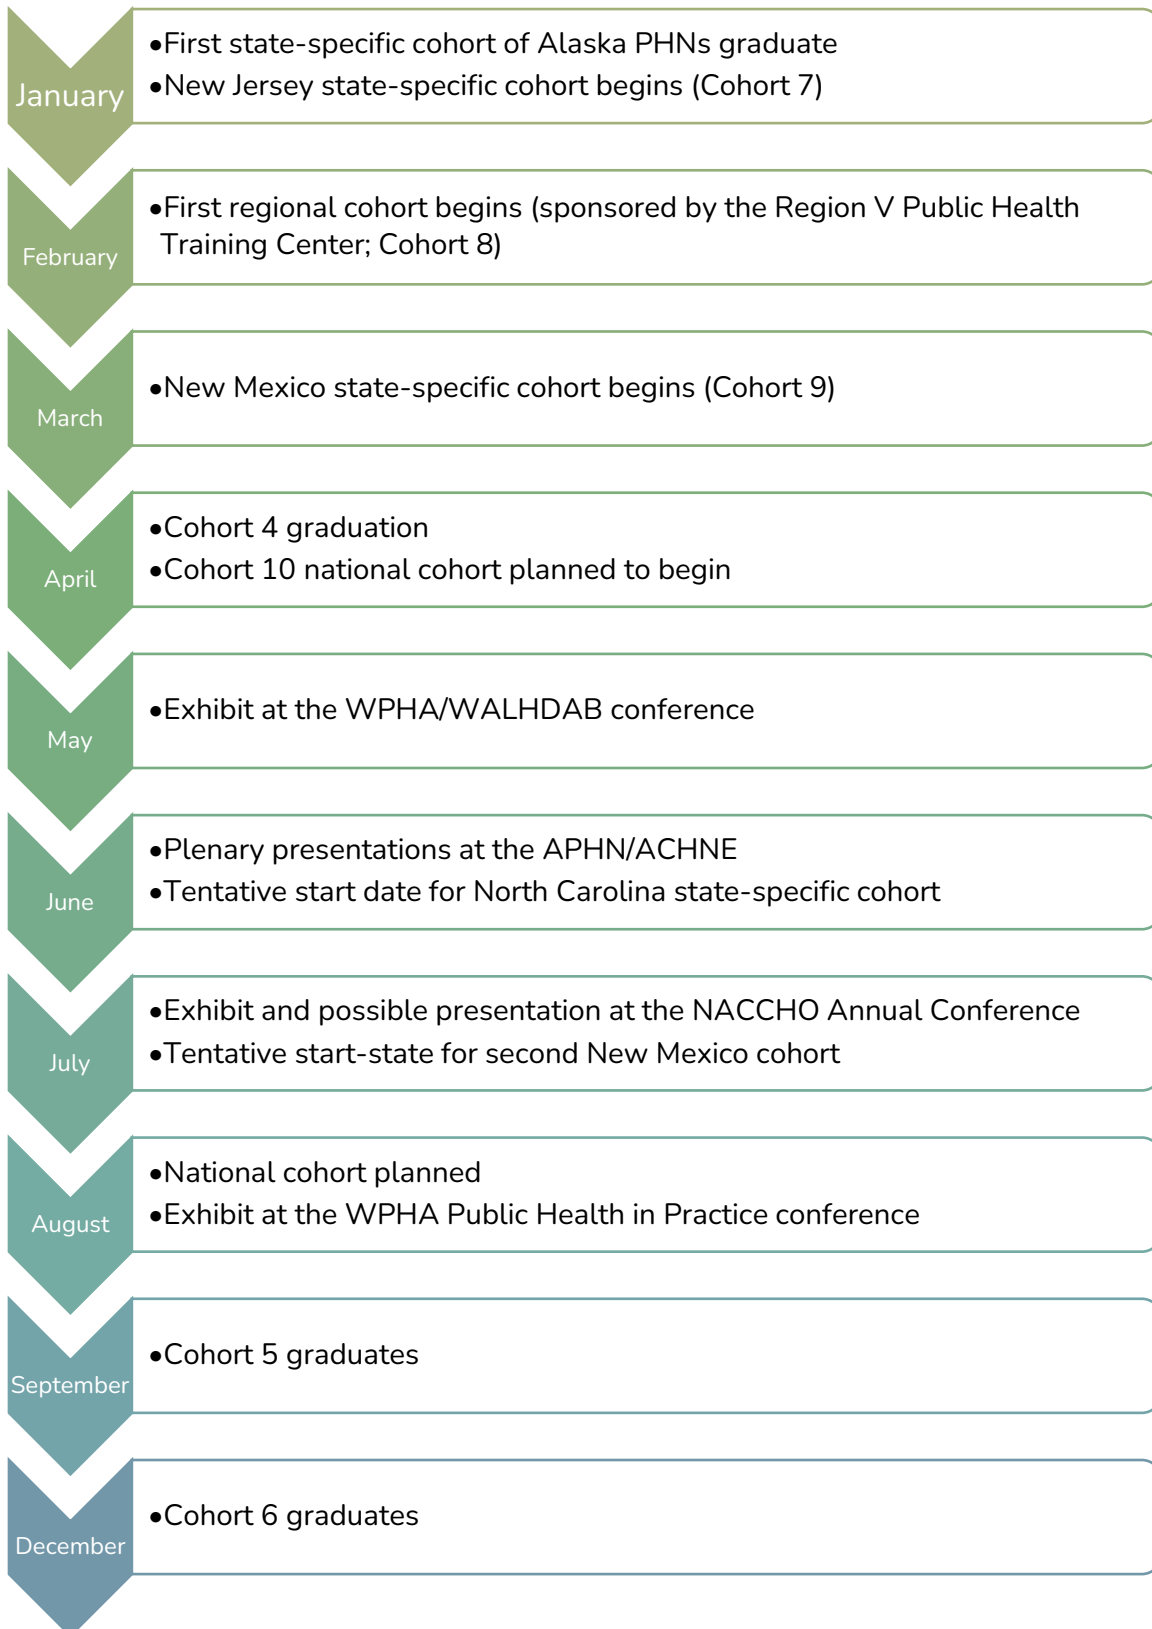 January
•First state-specific cohort of Alaska PHNs graduate
•New Jersey state-specific cohort begins (Cohort 7)
February
•First regional cohort begins (sponsored by the Region V Public Health
Training Center; Cohort 8)
March
•New Mexico state-specific cohort begins (Cohort 9)
April
•Cohort 4 graduation
•Cohort 10 national cohort planned to begin
May
•Exhibit at the WPHA/WALHDAB conference
June
•Plenary presentations at the APHN/ACHNE
•Tentative start date for North Carolina state-specific cohort
July
•Exhibit and possible presentation at the NACCHO Annual Conference
•Tentative start-state for second New Mexico cohort
August
•National cohort planned
•Exhibit at the WPHA Public Health in Practice conference
September
•Cohort 5 graduates
December
•Cohort 6 graduates